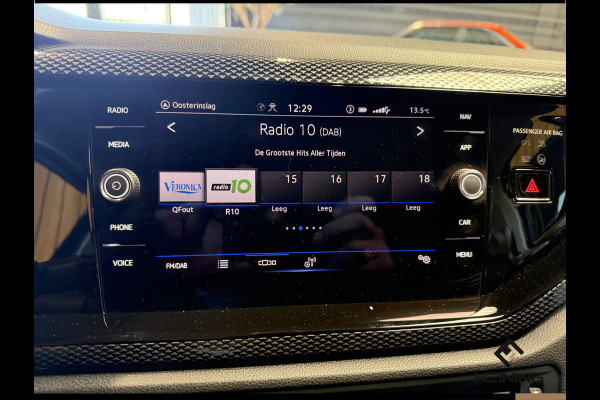 Oosterinslag 12:29 13.5°C
RADIO
NAV
Radio 10 (DAB)
MEDIA
De Grootste Hits Aller Tijden
APP
PASSENGER AIR BAG
VERONICA radio 10 15 16 17 18
QFout R10 Leeg Leeg Leeg Leeg
PHONE
CAR
VOICE
FM/DAB
MENU